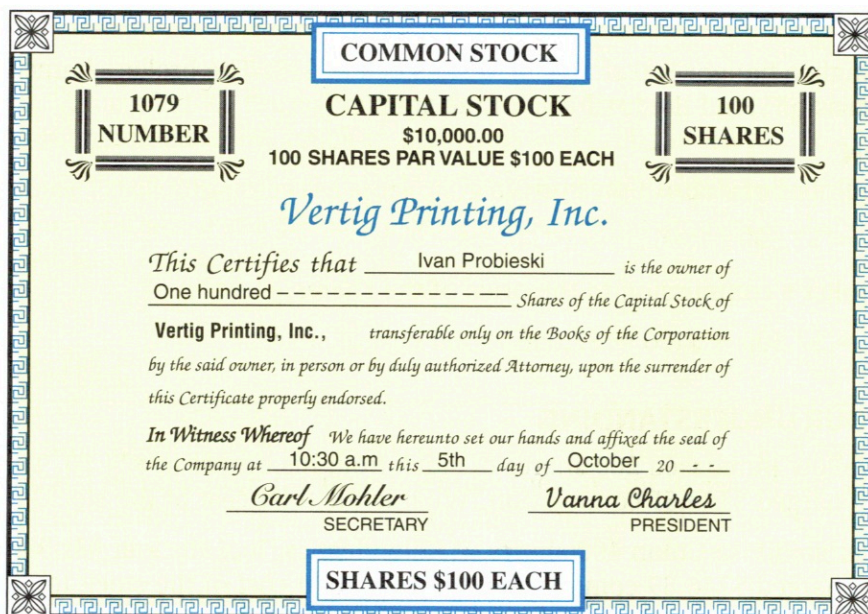 COMMON STOCK
1079
NUMBER
CAPITAL STOCK
$10,000.00
100 SHARES PAR VALUE $100 EACH
100
SHARES
Vertig Printing, Inc.
This Certifies that Ivan Probieski is the owner of
One hundred – – – – – – – – – – – – – – — Shares of the Capital Stock of
Vertig Printing, Inc., transferable only on the Books of the Corporation
by the said owner, in person or by duly authorized Attorney, upon the surrender of
this Certificate properly endorsed.
In Witness Whereof We have hereunto set our hands and affixed the seal of
the Company at 10:30 a.m this 5th day of October 20 - -
Carl Mohler Vanna Charles
SECRETARY PRESIDENT
SHARES $100 EACH